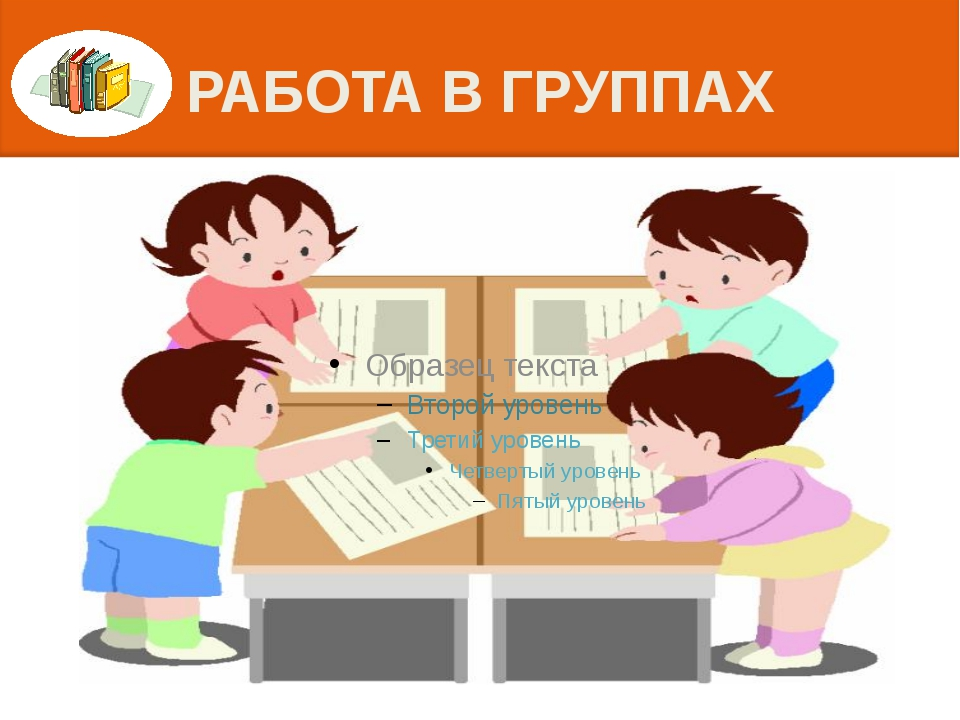 РАБОТА В ГРУППАХ
• Образец текста
– Второй уровень
– Третий уровень
• Четвертый уровень
– Пятый уровень